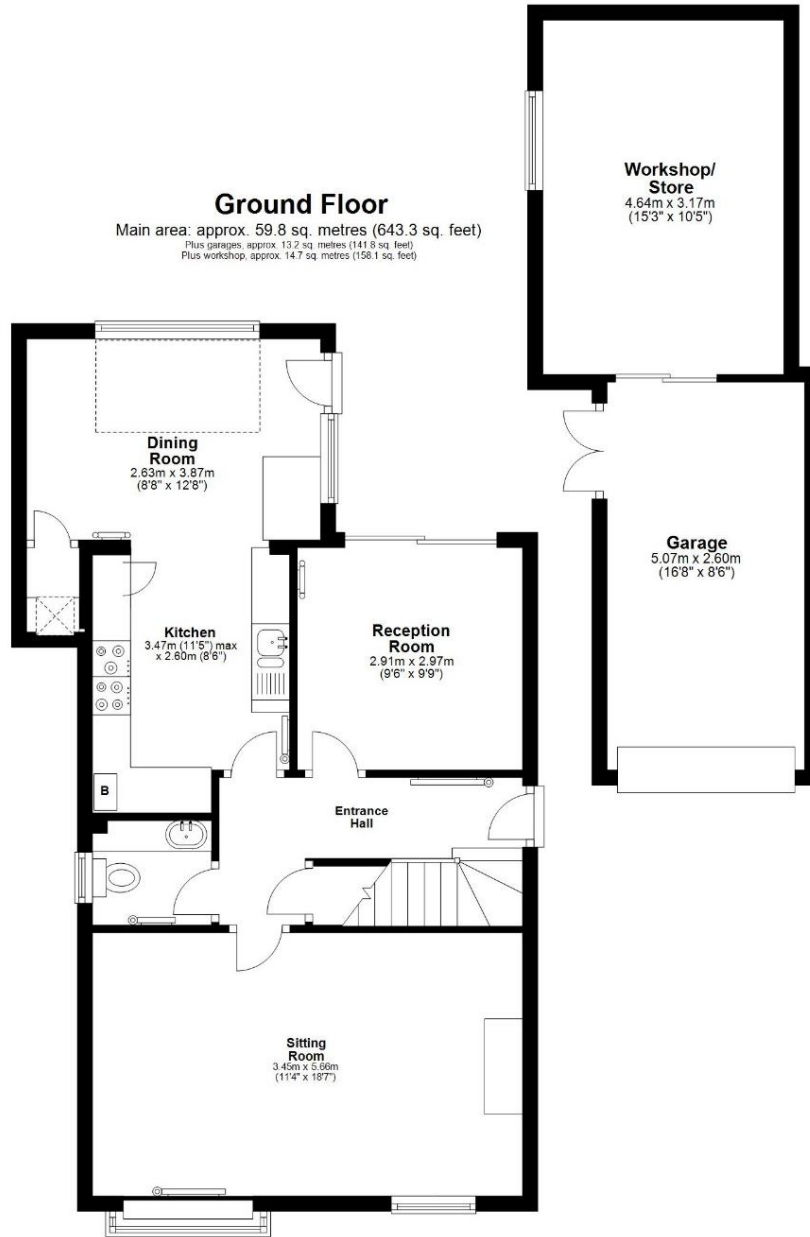 Ground Floor
Main area: approx. 59.8 sq. metres (643.3 sq. feet)
Plus garages, approx. 13.2 sq. metres (141.8 sq. feet)
Plus workshop, approx. 14.7 sq. metres (158.1 sq. feet)
Workshop/
Store
4.64m x 3.17m
(15'3" x 10'5")
Dining
Room
2.63m x 3.87m
(8'8" x 12'8")
Garage
5.07m x 2.60m
(16'8" x 8'6")
Kitchen
3.47m (11'5") max
x 2.60m (8'6")
Reception
Room
2.91m x 2.97m
(9'6" x 9'9")
B
Entrance
Hall
Sitting
Room
3.45m x 5.66m
(11'4" x 18'7")